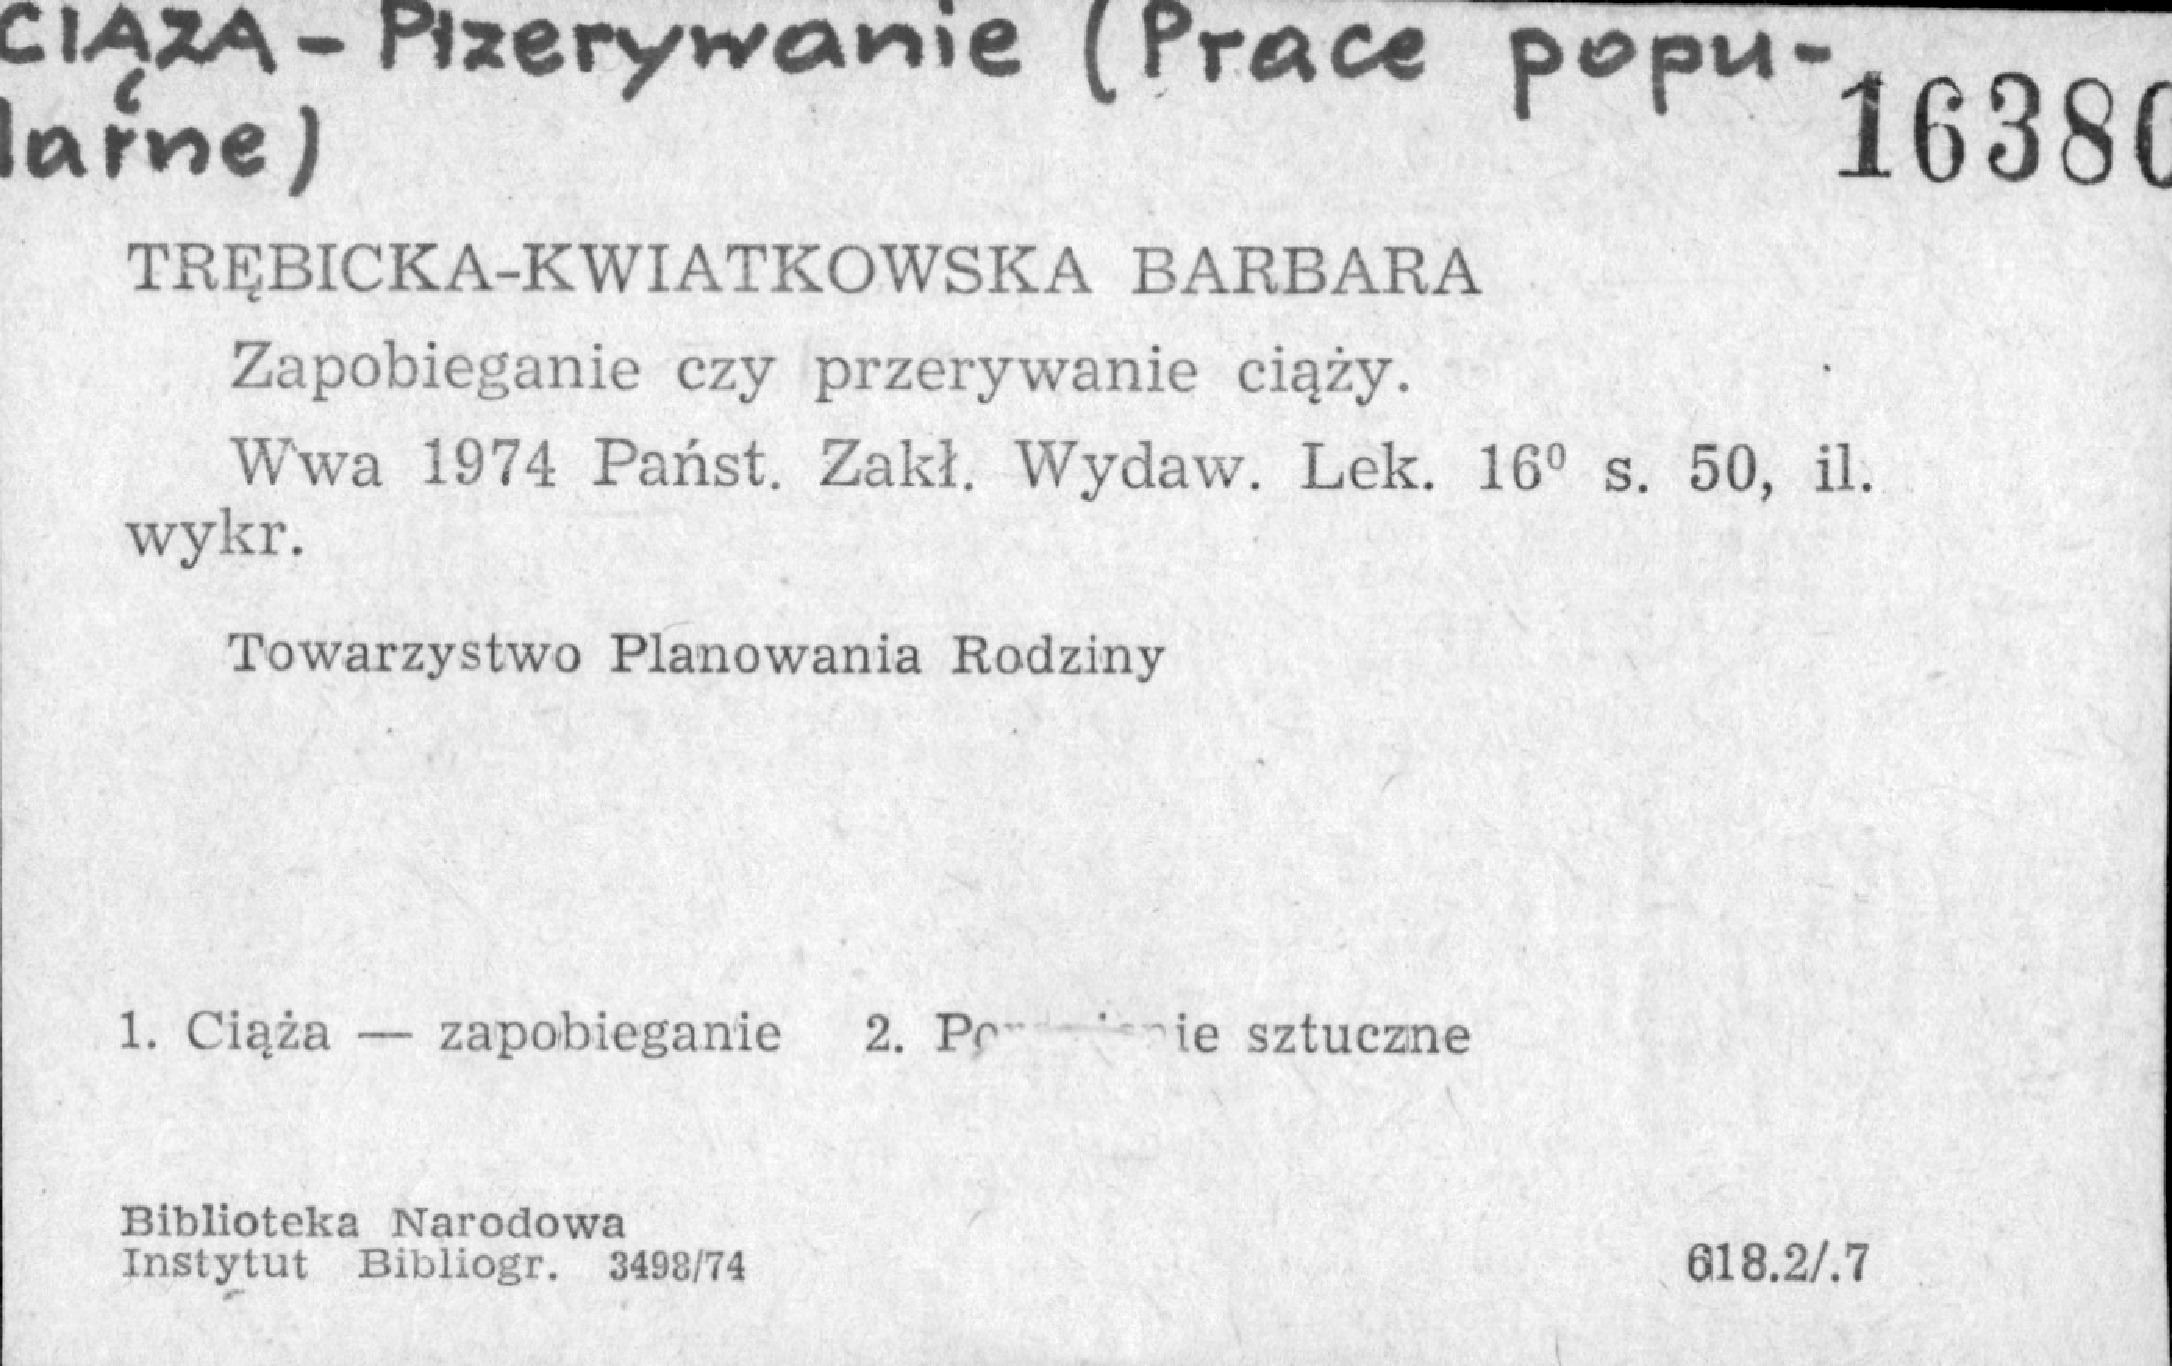 CIĄŻA - Przerywanie (Prace popu-
larne)
16380
TRĘBICKA-KWIATKOWSKA BARBARA
Zapobieganie czy przerywanie ciąży.
Wwa 1974 Państ. Zakł. Wydaw. Lek. 16⁰ s. 50, il.
wykr.
Towarzystwo Planowania Rodziny
1. Ciąża — zapobieganie 2. sztuczne
Biblioteka Narodowa
Instytut Bibliogr. 3498/74
618.2/.7